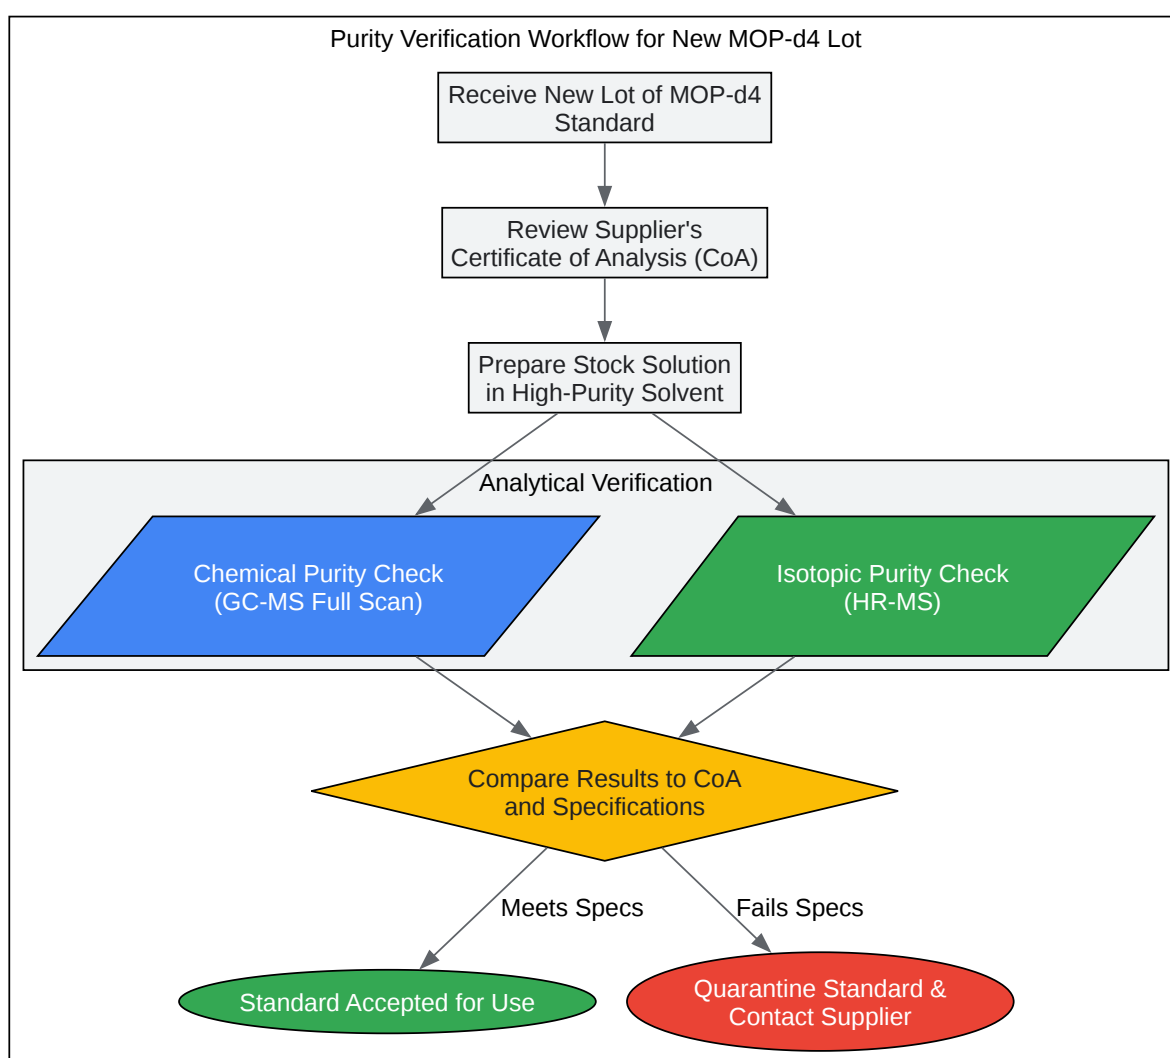 Purity Verification Workflow for New MOP-d4 Lot
Receive New Lot of MOP-d4
Standard
Review Supplier's
Certificate of Analysis (CoA)
Prepare Stock Solution
in High-Purity Solvent
Analytical Verification
Chemical Purity Check
(GC-MS Full Scan)
Isotopic Purity Check
(HR-MS)
Compare Results to CoA
and Specifications
Meets Specs
Fails Specs
Standard Accepted for Use
Quarantine Standard &
Contact Supplier